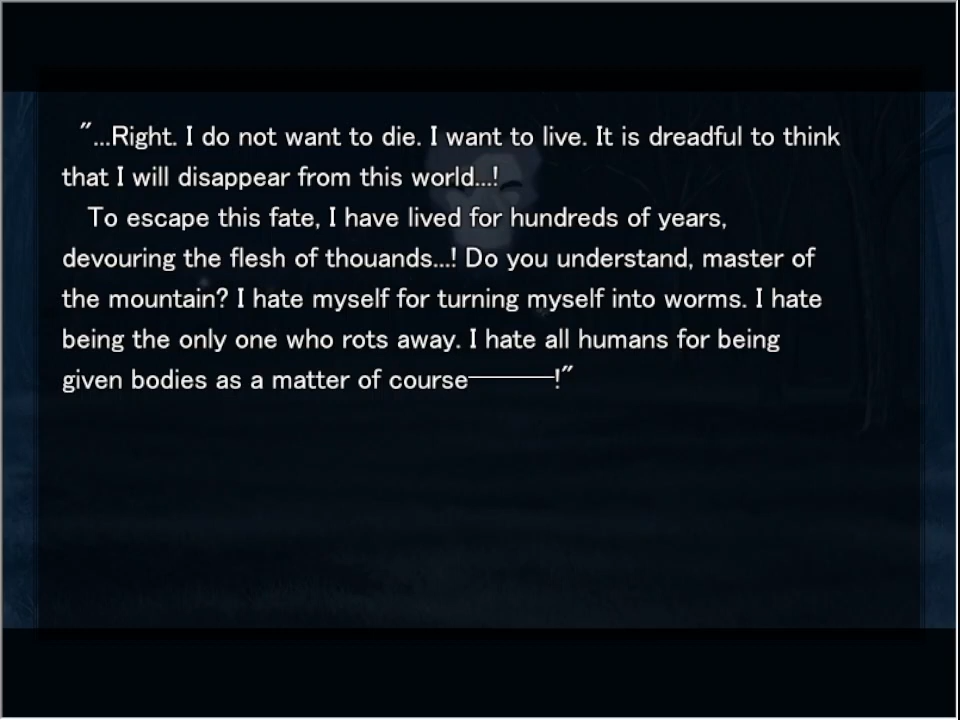 "...Right. I do not want to die. I want to live. It is dreadful to think
that I will disappear from this world...!
To escape this fate, I have lived for hundreds of years,
devouring the flesh of thouands...! Do you understand, master of
the mountain? I hate myself for turning myself into worms. I hate
being the only one who rots away. I hate all humans for being
given bodies as a matter of course―――!"